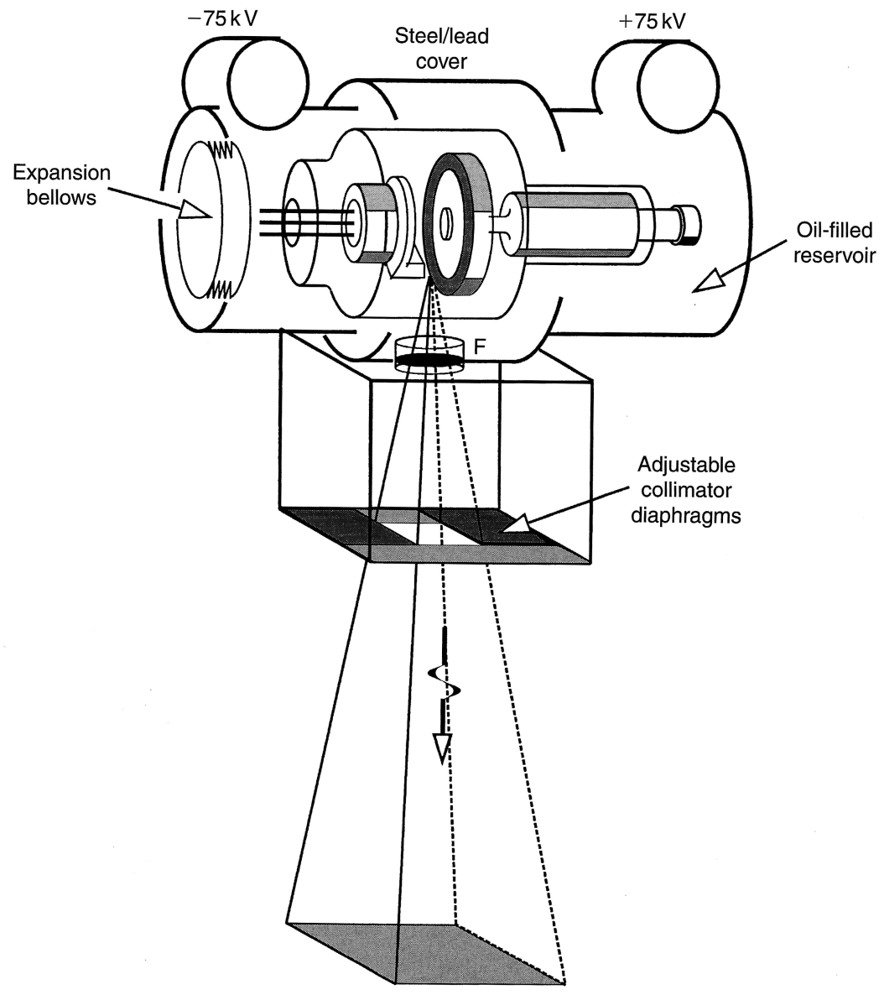 −75 kV
Steel/lead
cover
+75 kV
Expansion
bellows
Oil-filled
reservoir
F
Adjustable
collimator
diaphragms